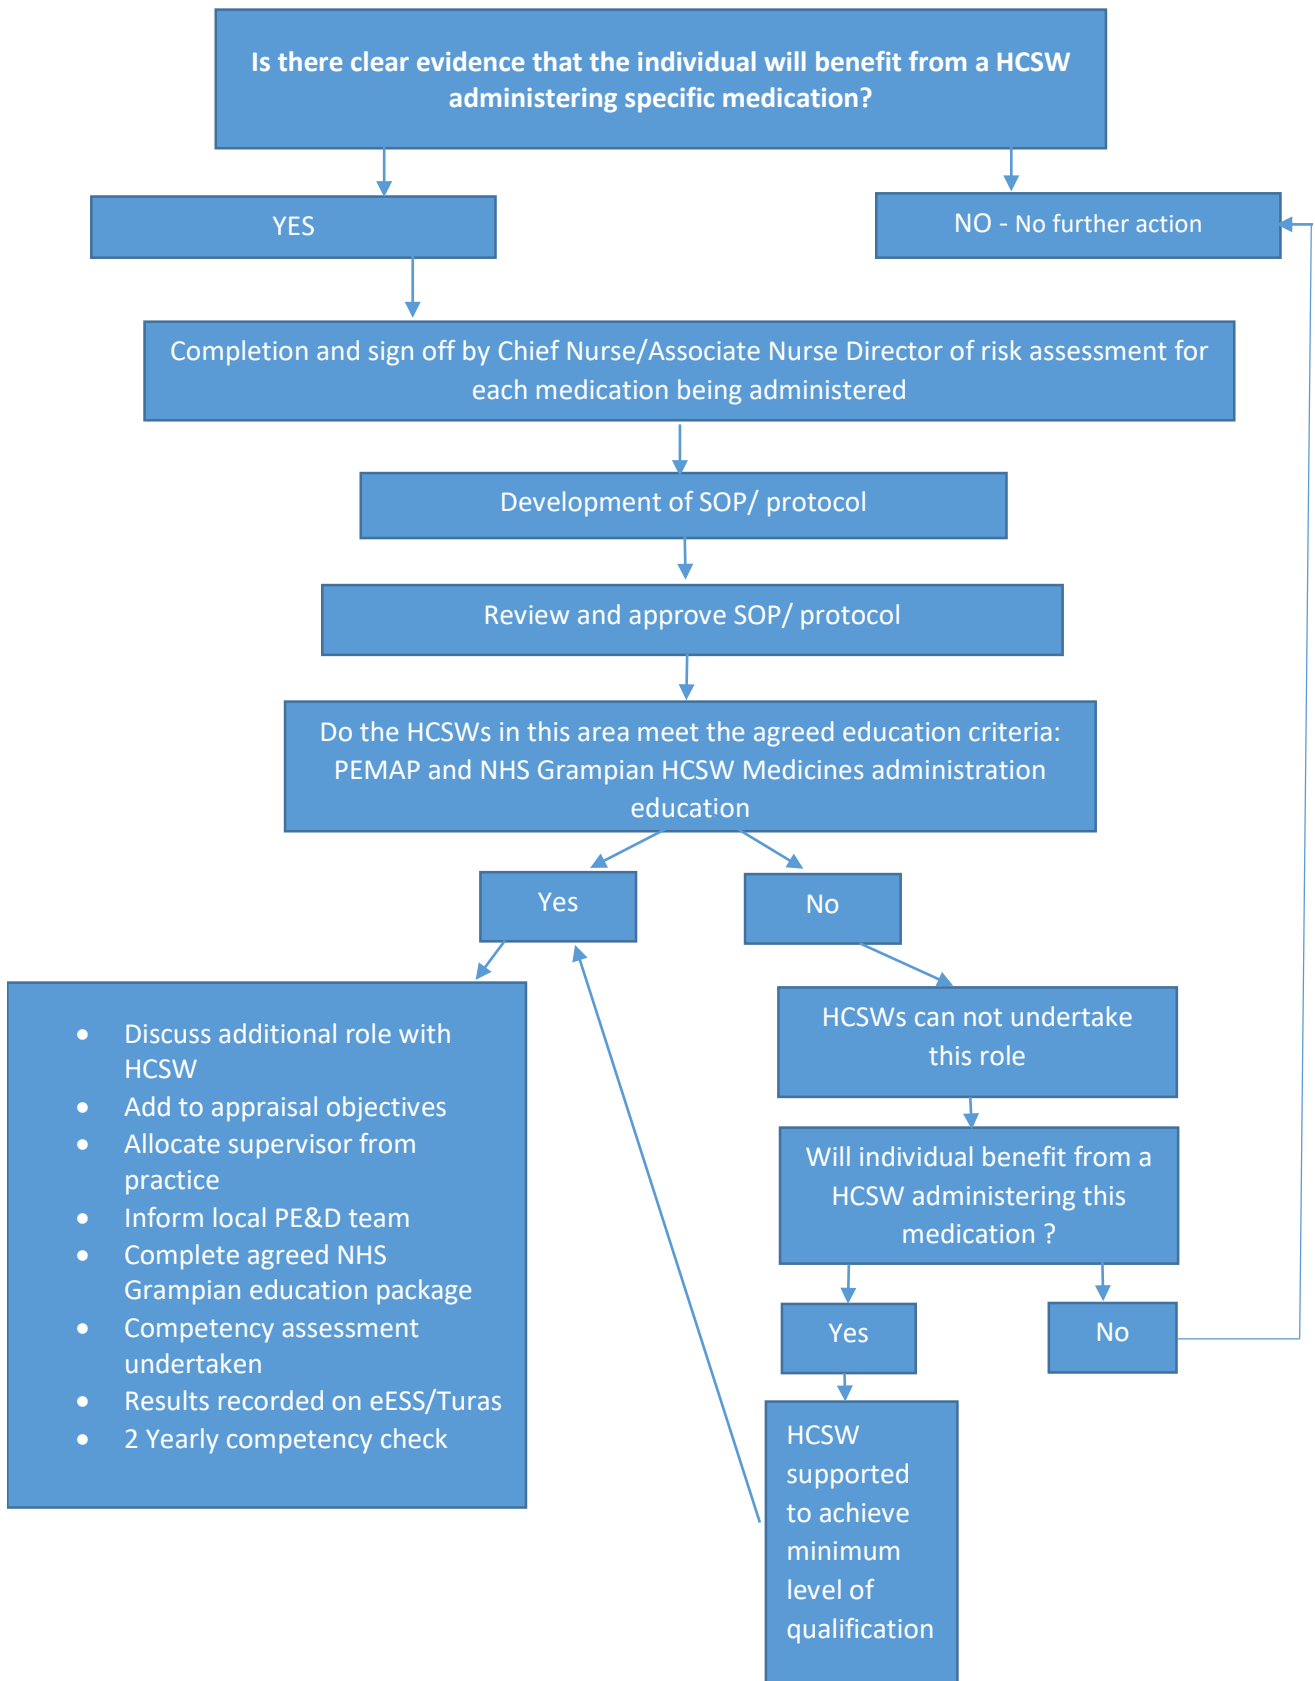 Is there clear evidence that the individual will benefit from a HCSW
administering specific medication?
YES
NO - No further action
Completion and sign off by Chief Nurse/Associate Nurse Director of risk assessment for
each medication being administered
Development of SOP/ protocol
Review and approve SOP/ protocol
Do the HCSWs in this area meet the agreed education criteria:
PEMAP and NHS Grampian HCSW Medicines administration
education
Yes
No
• Discuss additional role with
HCSW
• Add to appraisal objectives
• Allocate supervisor from
practice
• Inform local PE&D team
• Complete agreed NHS
Grampian education package
• Competency assessment
undertaken
• Results recorded on eESS/Turas
• 2 Yearly competency check
HCSWs can not undertake
this role
Will individual benefit from a
HCSW administering this
medication ?
Yes
No
HCSW
supported
to achieve
minimum
level of
qualification